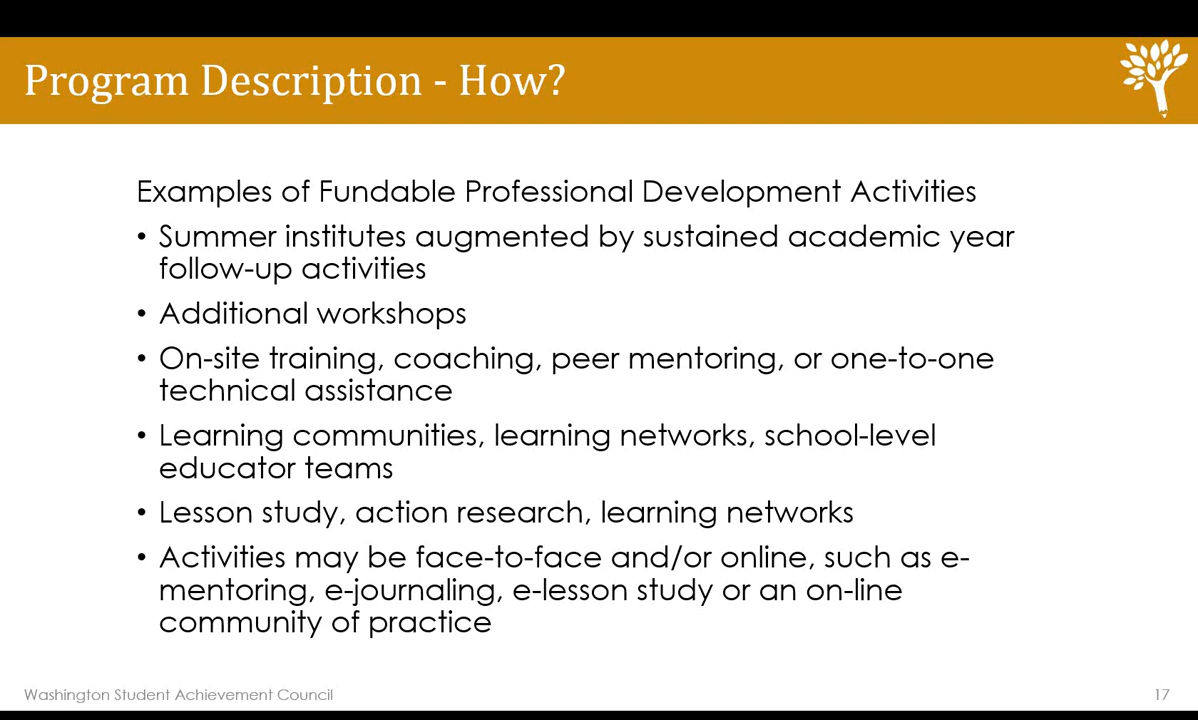 Program Description - How?
Examples of Fundable Professional Development Activities
• Summer institutes augmented by sustained academic year
follow-up activities
• Additional workshops
• On-site training, coaching, peer mentoring, or one-to-one
technical assistance
• Learning communities, learning networks, school-level
educator teams
• Lesson study, action research, learning networks
• Activities may be face-to-face and/or online, such as e-
mentoring, e-journaling, e-lesson study or an on-line
community of practice
Washington Student Achievement Council
17